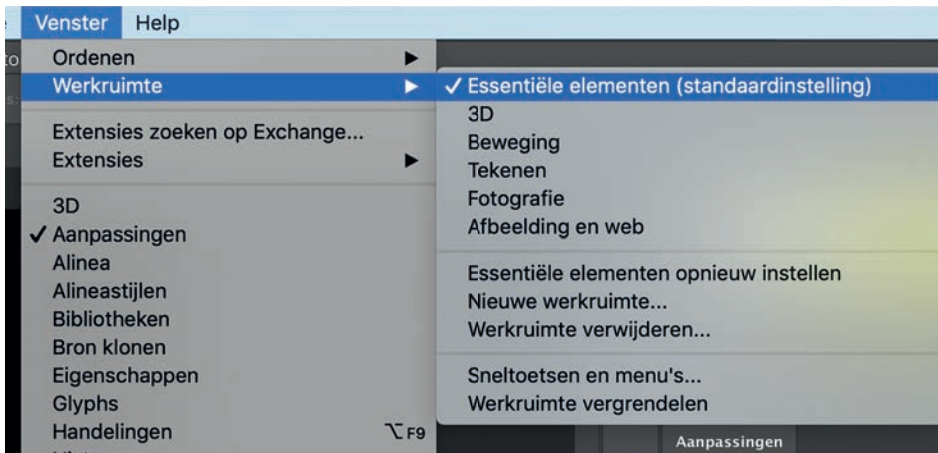 Venster Help
Ordenen
Werkruimte
Extensies zoeken op Exchange...
Extensies
3D
✓ Aanpassingen
Alinea
Alineastijlen
Bibliotheken
Bron klonen
Eigenschappen
Glyphs
Handelingen ⌥F9
✓ Essentiële elementen (standaardinstelling)
3D
Beweging
Tekenen
Fotografie
Afbeelding en web
Essentiële elementen opnieuw instellen
Nieuwe werkruimte...
Werkruimte verwijderen...
Sneltoetsen en menu's...
Werkruimte vergrendelen
Aanpassingen